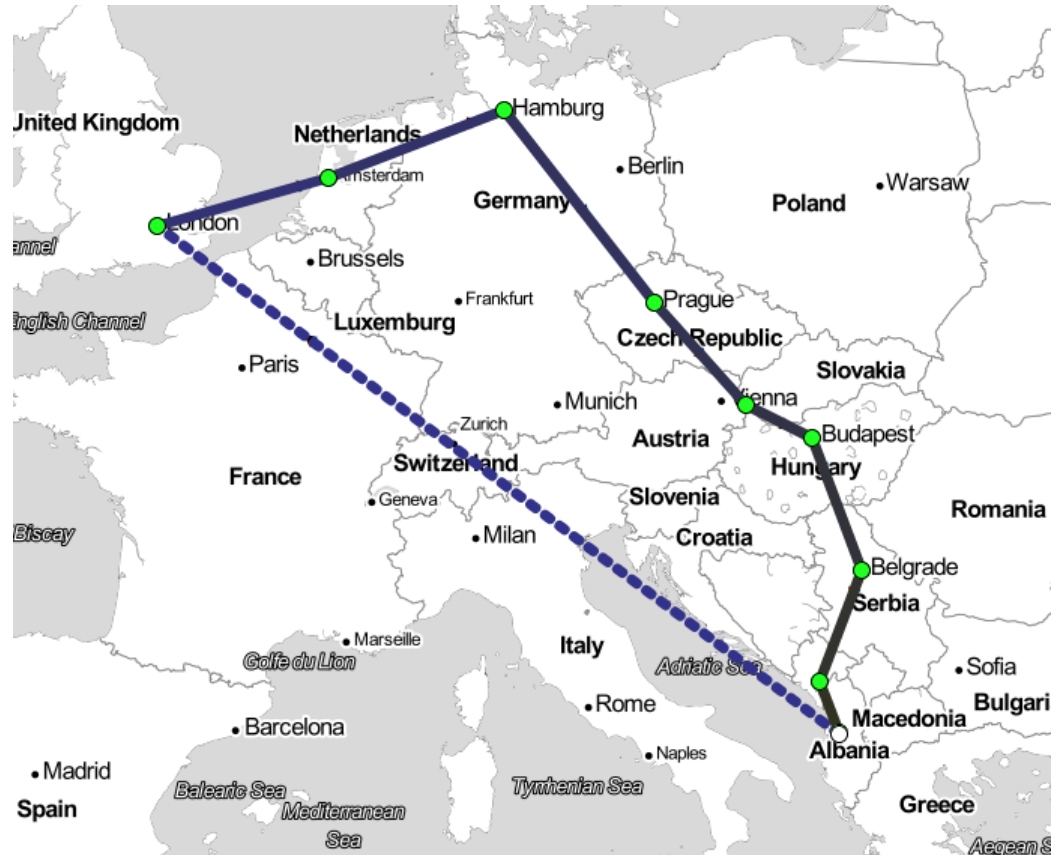 Hamburg
United Kingdom
Netherlands
Berlin
Amsterdam
Warsaw
Germany
Poland
London
Brussels
Prague
Frankfurt
English Channel
Luxemburg
Czech Republic
Paris
Slovakia
Vienna
Munich
Zurich
Budapest
Austria
Switzerland
Hungary
France
Slovenia
Geneva
Romania
Biscay
Milan
Croatia
Belgrade
Serbia
Marseille
Italy
Golfe du Lion
Adriatic Sea
Sofia
Bulgari
Rome
Macedonia
Barcelona
Albania
Naples
Madrid
Balearic Sea
Tyrrhenian Sea
Spain
Mediterranean
Sea
Greece
Aegean S